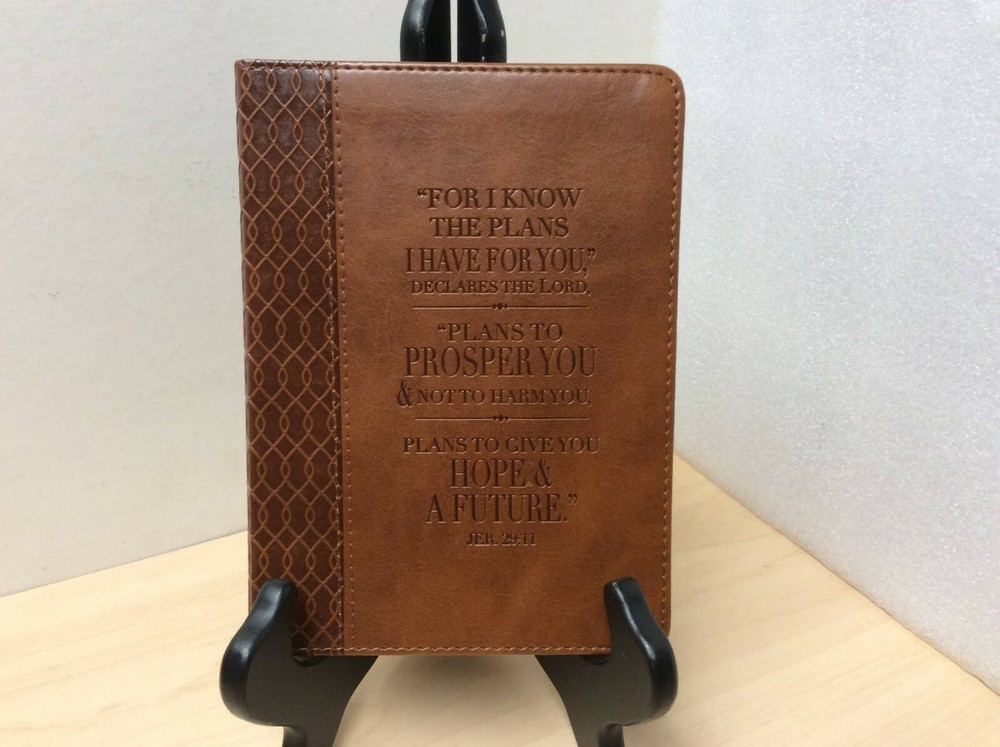 “FOR I KNOW
THE PLANS
I HAVE FOR YOU,”
DECLARES THE LORD,
“PLANS TO
PROSPER YOU
& NOT TO HARM YOU,
PLANS TO GIVE YOU
HOPE &
A FUTURE.”
JER. 29:11